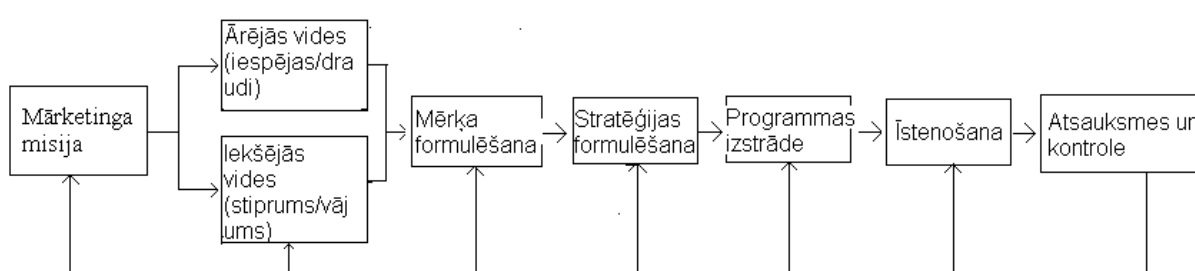 Mārketinga
misija
Ārējās vides
(iespējas/dra
udi)
Iekšējās
vides
(stiprums/vāj
ums)
Mērķa
formulēšana
Stratēģijas
formulēšana
Programmas
izstrāde
Īstenošana
Atsauksmes un
kontrole